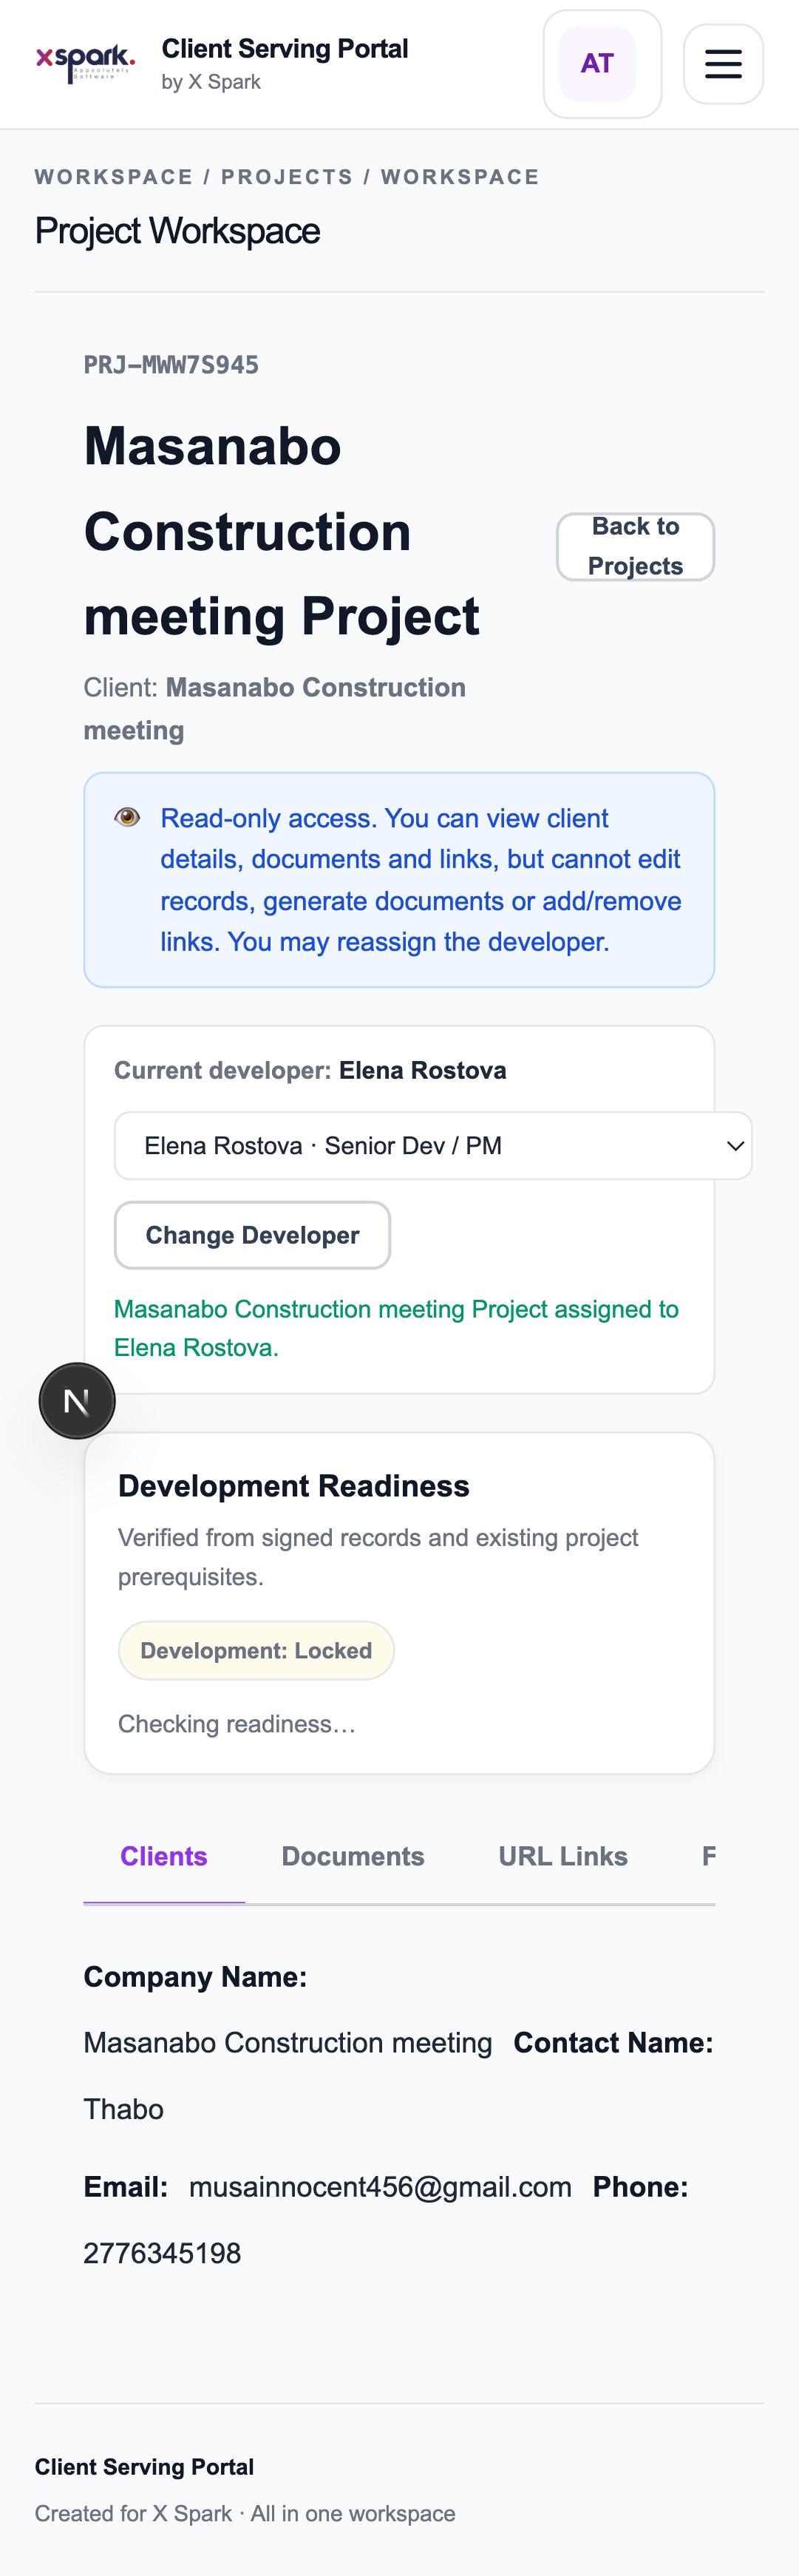 xspark.
Appsolutely
Software
Client Serving Portal
by X Spark
AT
WORKSPACE / PROJECTS / WORKSPACE
Project Workspace
PRJ-MWW7S945
Masanabo
Construction
meeting Project
Back to
Projects
Client: Masanabo Construction
meeting
Read-only access. You can view client
details, documents and links, but cannot edit
records, generate documents or add/remove
links. You may reassign the developer.
Current developer: Elena Rostova
Elena Rostova · Senior Dev / PM
Change Developer
Masanabo Construction meeting Project assigned to
Elena Rostova.
N
Development Readiness
Verified from signed records and existing project
prerequisites.
Development: Locked
Checking readiness…
Clients Documents URL Links F
Company Name:
Masanabo Construction meeting Contact Name:
Thabo
Email: musainnocent456@gmail.com Phone:
2776345198
Client Serving Portal
Created for X Spark · All in one workspace